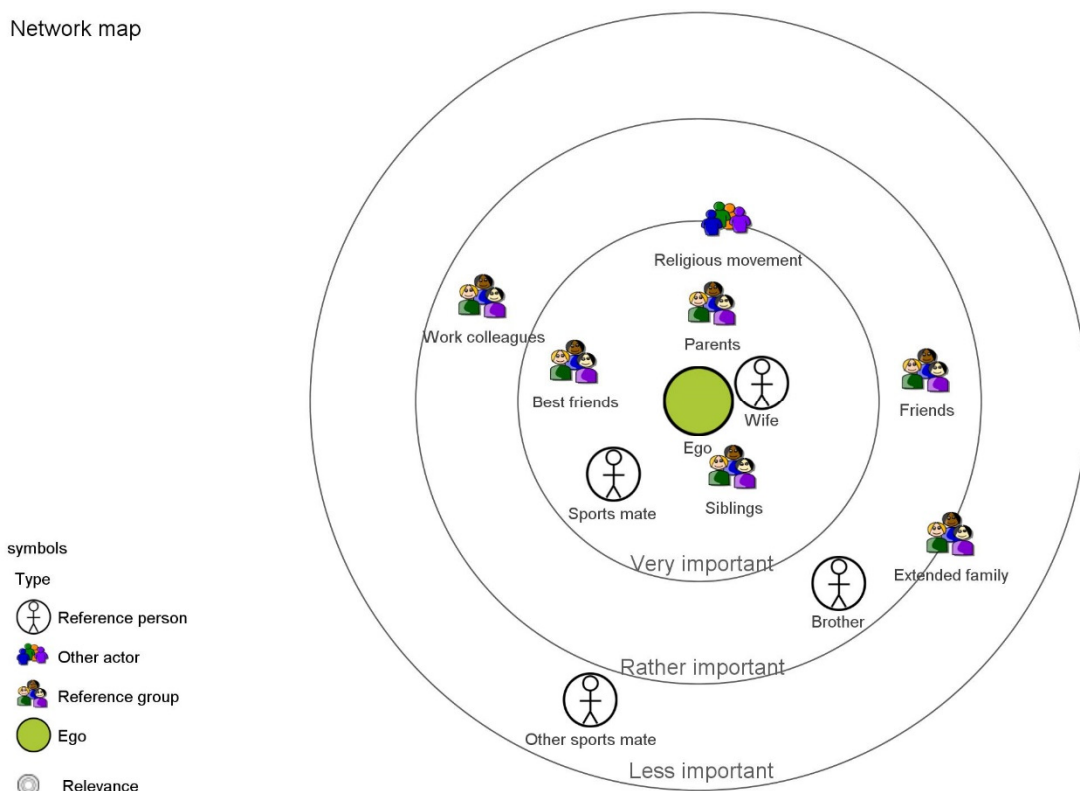 Network map
Religious movement
Parents
Work colleagues
Best friends
Wife
Friends
Ego
Sports mate
Siblings
Very important
Extended family
Brother
Rather important
Other sports mate
Less important
symbols
Type
Reference person
Other actor
Reference group
Ego
Relevance